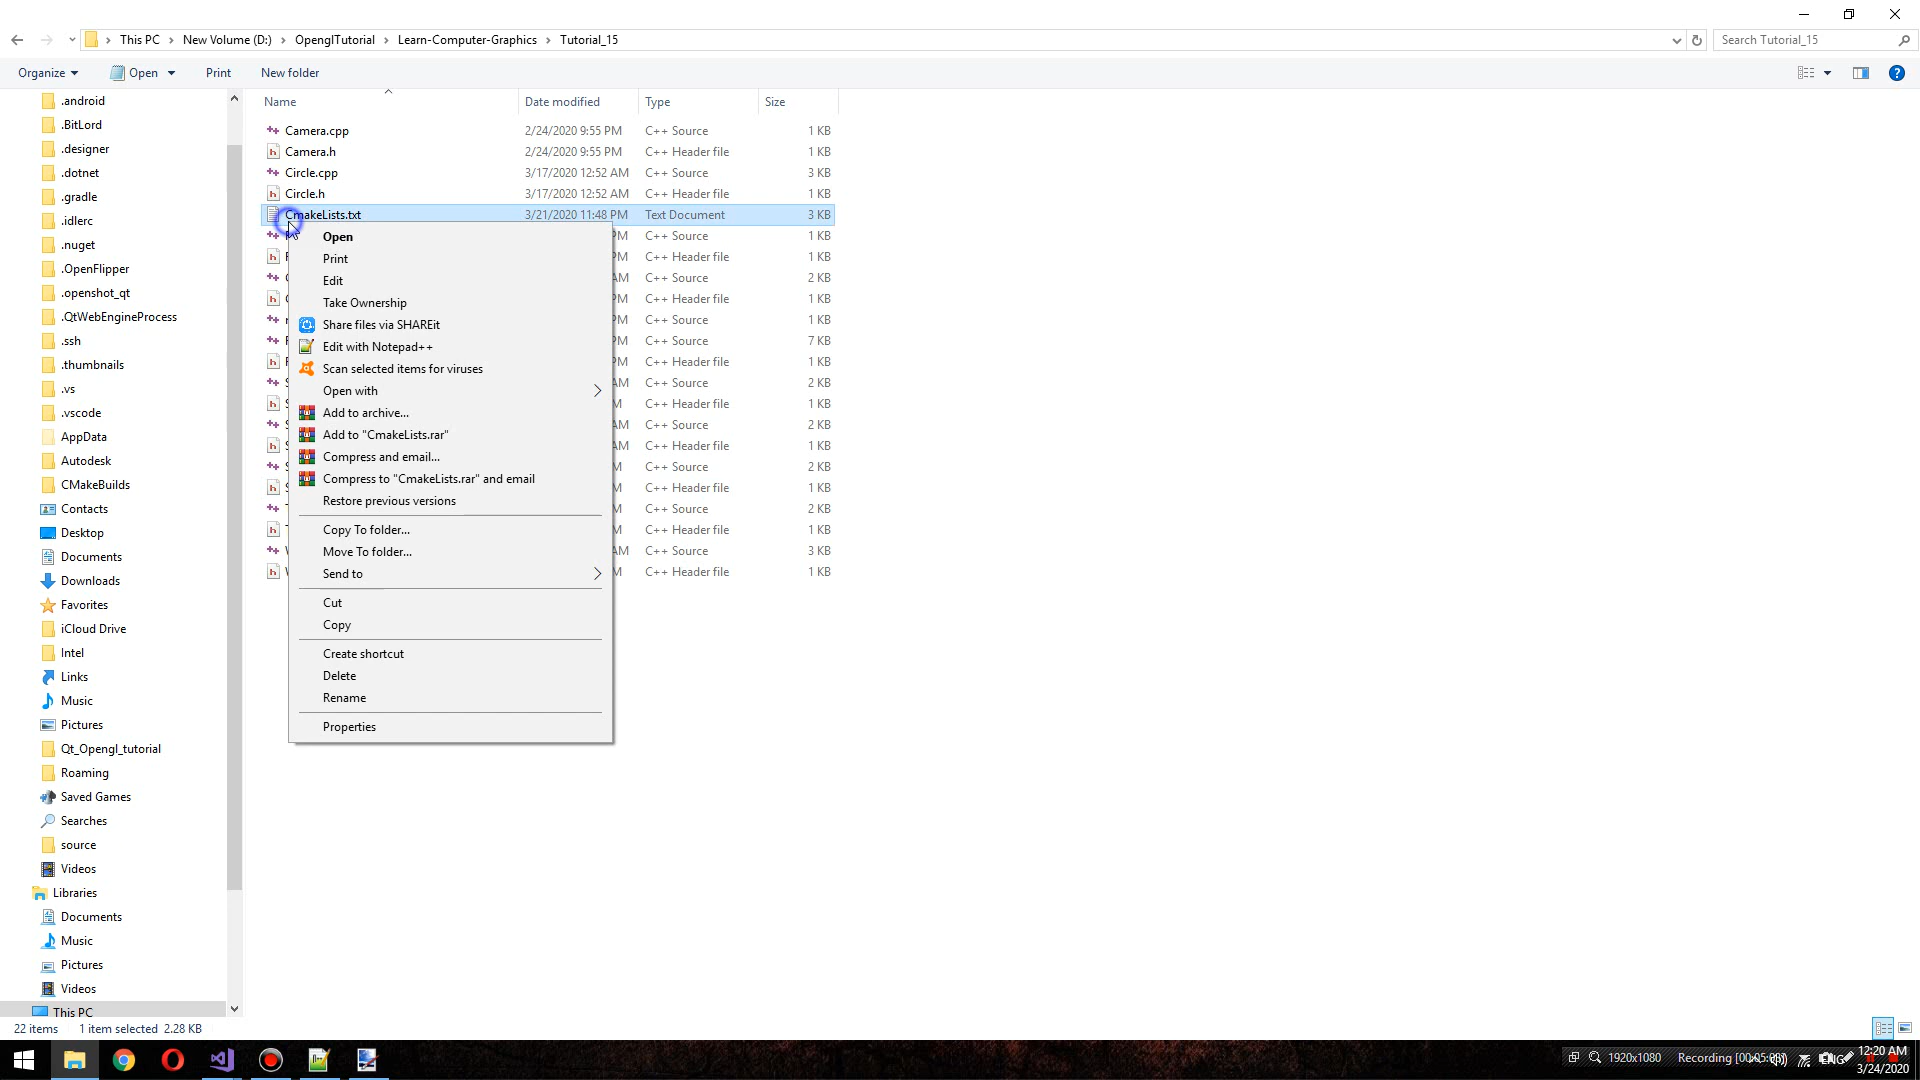 This PC
New Volume (D:)
OpenglTutorial
Learn-Computer-Graphics
Tutorial_15
Search Tutorial_15
Organize
Open
Print
New folder
.android
.BitLord
.designer
.dotnet
.gradle
.idlerc
.nuget
.OpenFlipper
.openshot_qt
.QtWebEngineProcess
.ssh
.thumbnails
.vs
.vscode
AppData
Autodesk
CMakeBuilds
Contacts
Desktop
Documents
Downloads
Favorites
iCloud Drive
Intel
Links
Music
Pictures
Qt_Opengl_tutorial
Roaming
Saved Games
Searches
source
Videos
Libraries
Documents
Music
Pictures
Videos
This PC
Name Date modified Type Size
Camera.cpp 2/24/2020 9:55 PM C++ Source 1 KB
Camera.h 2/24/2020 9:55 PM C++ Header file 1 KB
Circle.cpp 3/17/2020 12:52 AM C++ Source 3 KB
Circle.h 3/17/2020 12:52 AM C++ Header file 1 KB
CmakeLists.txt 3/21/2020 11:48 PM Text Document 3 KB
PM C++ Source 1 KB
PM C++ Header file 1 KB
AM C++ Source 2 KB
PM C++ Header file 1 KB
PM C++ Source 1 KB
PM C++ Source 7 KB
PM C++ Header file 1 KB
AM C++ Source 2 KB
M C++ Header file 1 KB
AM C++ Source 2 KB
AM C++ Header file 1 KB
M C++ Source 2 KB
M C++ Header file 1 KB
M C++ Source 2 KB
M C++ Header file 1 KB
AM C++ Source 3 KB
M C++ Header file 1 KB
Open
Print
Edit
Take Ownership
Share files via SHAREit
Edit with Notepad++
Scan selected items for viruses
Open with
Add to archive...
Add to "CmakeLists.rar"
Compress and email...
Compress to "CmakeLists.rar" and email
Restore previous versions
Copy To folder...
Move To folder...
Send to
Cut
Copy
Create shortcut
Delete
Rename
Properties
22 items 1 item selected 2.28 KB
1920x1080
Recording
ENG
12:20 AM
3/24/2020